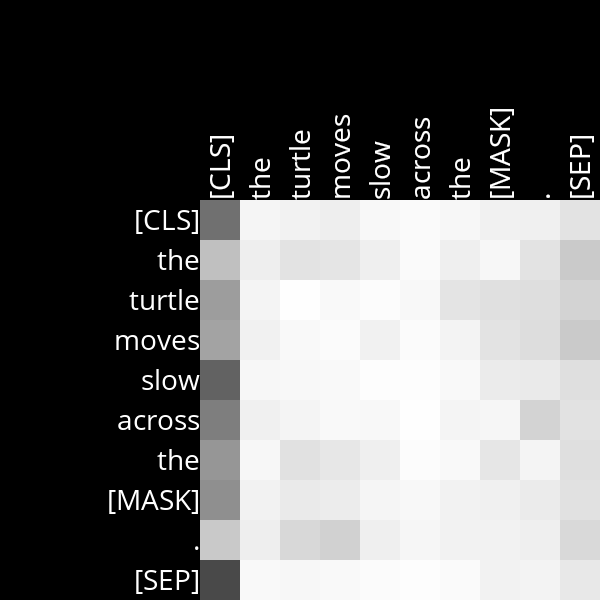 [CLS] the turtle moves slow across the [MASK] . [SEP]
[CLS]
the
turtle
moves
slow
across
the
[MASK]
.
[SEP]